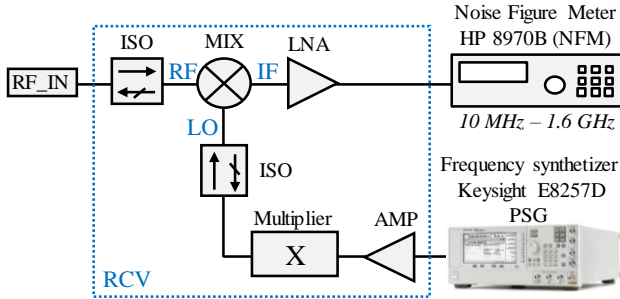 Noise Figure Meter
HP 8970B (NFM)
ISO
MIX
LNA
RF_IN
RF
IF
10 MHz – 1.6 GHz
LO
ISO
Frequency synthetizer
Keysight E8257D
PSG
Multiplier
AMP
X
RCV